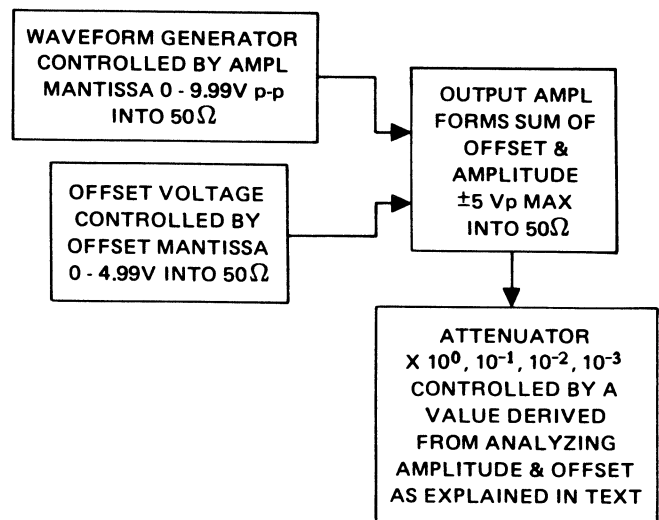 WAVEFORM GENERATOR
CONTROLLED BY AMPL
MANTISSA 0 - 9.99V p-p
INTO 50Ω
OFFSET VOLTAGE
CONTROLLED BY
OFFSET MANTISSA
0 - 4.99V INTO 50Ω
OUTPUT AMPL
FORMS SUM OF
OFFSET &
AMPLITUDE
±5 Vp MAX
INTO 50Ω
ATTENUATOR
X 10⁰, 10⁻¹, 10⁻², 10⁻³
CONTROLLED BY A
VALUE DERIVED
FROM ANALYZING
AMPLITUDE & OFFSET
AS EXPLAINED IN TEXT